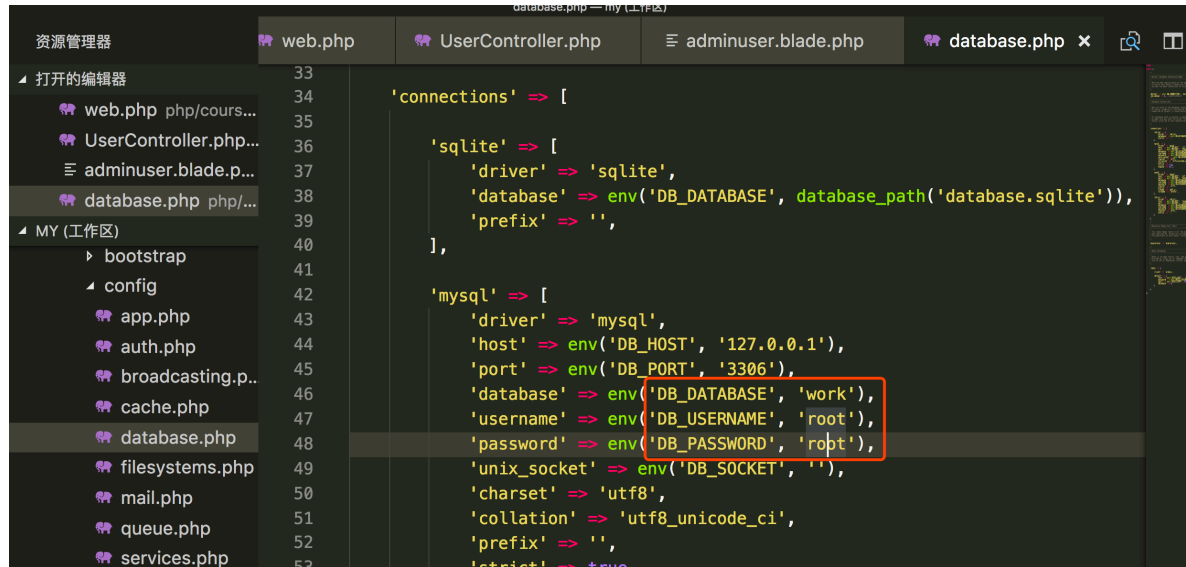 database.php — my (工作区)
资源管理器
web.php
UserController.php
adminuser.blade.php
database.php ×
打开的编辑器
web.php php/cours...
UserController.php...
adminuser.blade.p...
database.php php/...
MY (工作区)
bootstrap
config
app.php
auth.php
broadcasting.p...
cache.php
database.php
filesystems.php
mail.php
queue.php
services.php
33
34 'connections' => [
35
36 'sqlite' => [
37 'driver' => 'sqlite',
38 'database' => env('DB_DATABASE', database_path('database.sqlite')),
39 'prefix' => '',
40 ],
41
42 'mysql' => [
43 'driver' => 'mysql',
44 'host' => env('DB_HOST', '127.0.0.1'),
45 'port' => env('DB_PORT', '3306'),
46 'database' => env('DB_DATABASE', 'work'),
47 'username' => env('DB_USERNAME', 'root'),
48 'password' => env('DB_PASSWORD', 'root'),
49 'unix_socket' => env('DB_SOCKET', ''),
50 'charset' => 'utf8',
51 'collation' => 'utf8_unicode_ci',
52 'prefix' => '',
53 'strict' => true